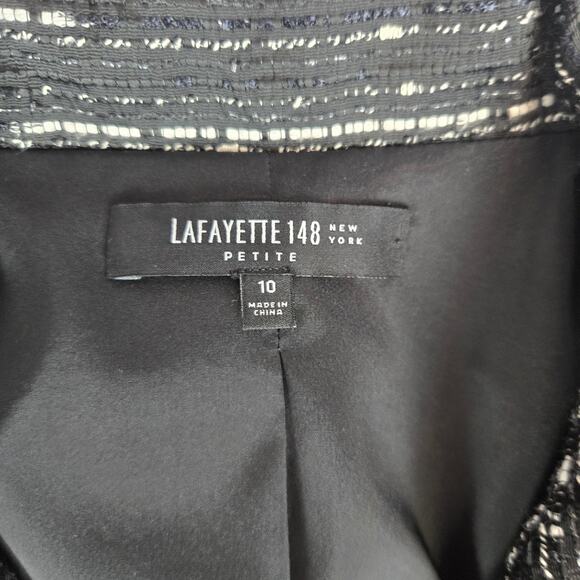 LAFAYETTE 148 NEW YORK
PETITE
10
MADE IN
CHINA